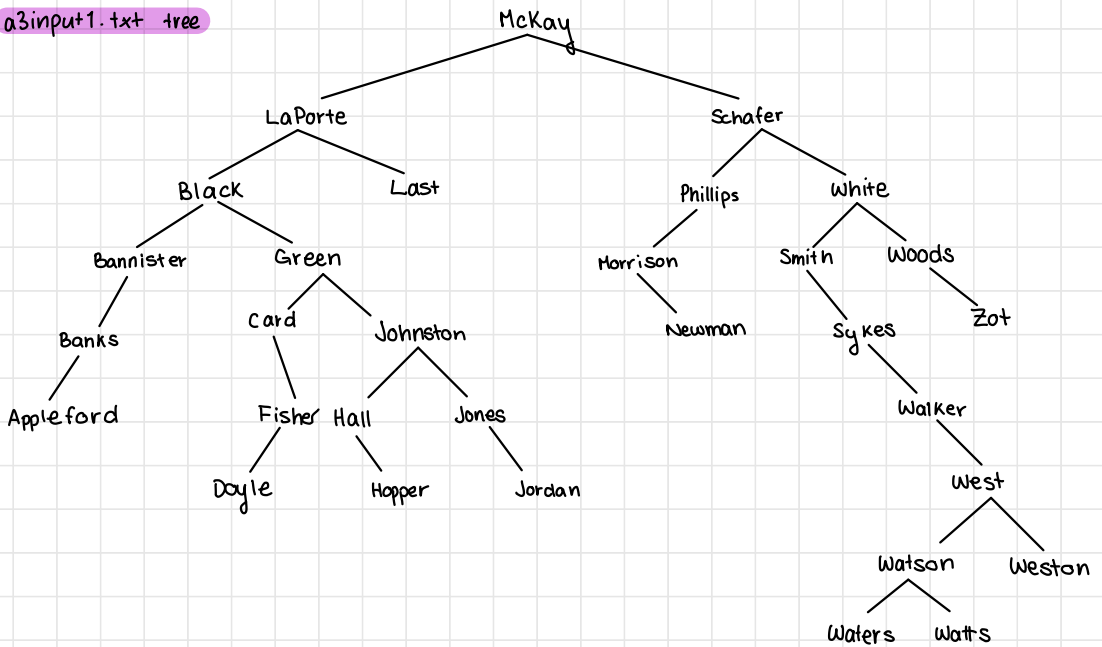 a3input1.txt tree
McKay
LaPorte Schafer
Black Last Phillips White
Bannister Green Morrison Smith Woods
Banks Card Johnston Newman Sykes Zot
Appleford Fisher Hall Jones Walker
Doyle Hopper Jordan West
Watson Weston
Waters Watts